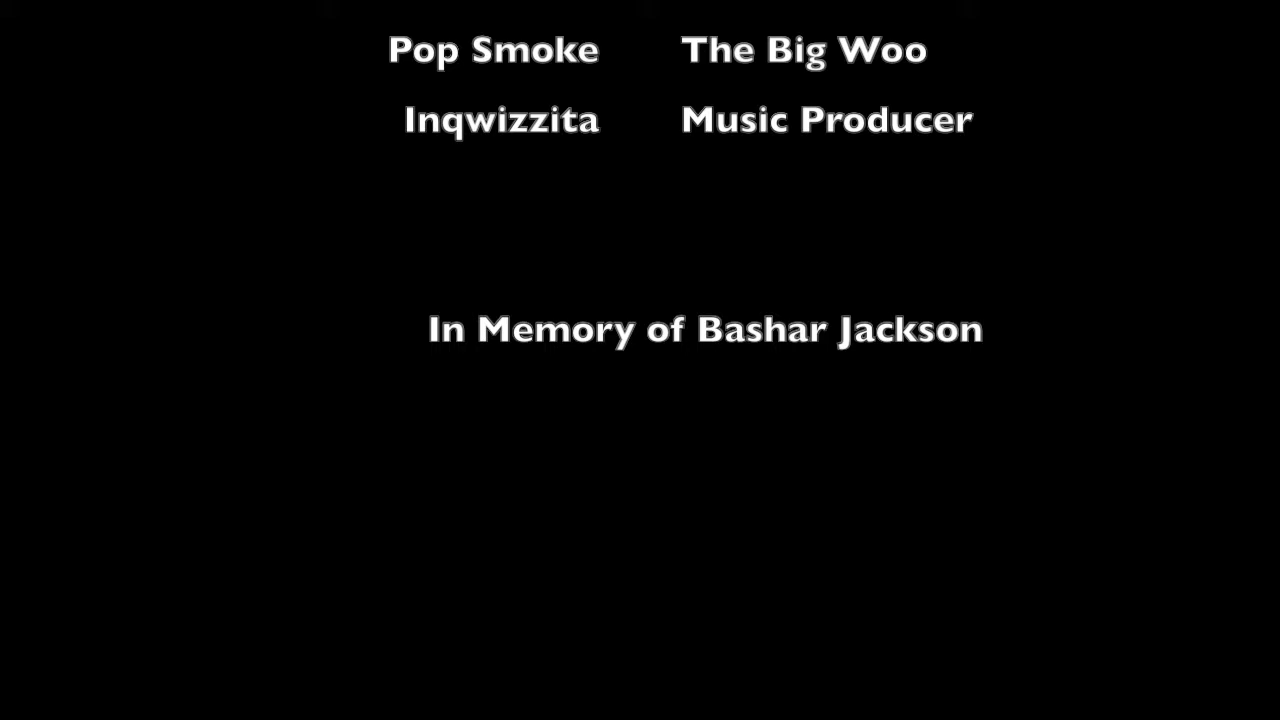 Pop Smoke The Big Woo
Inqwizzita Music Producer
In Memory of Bashar Jackson